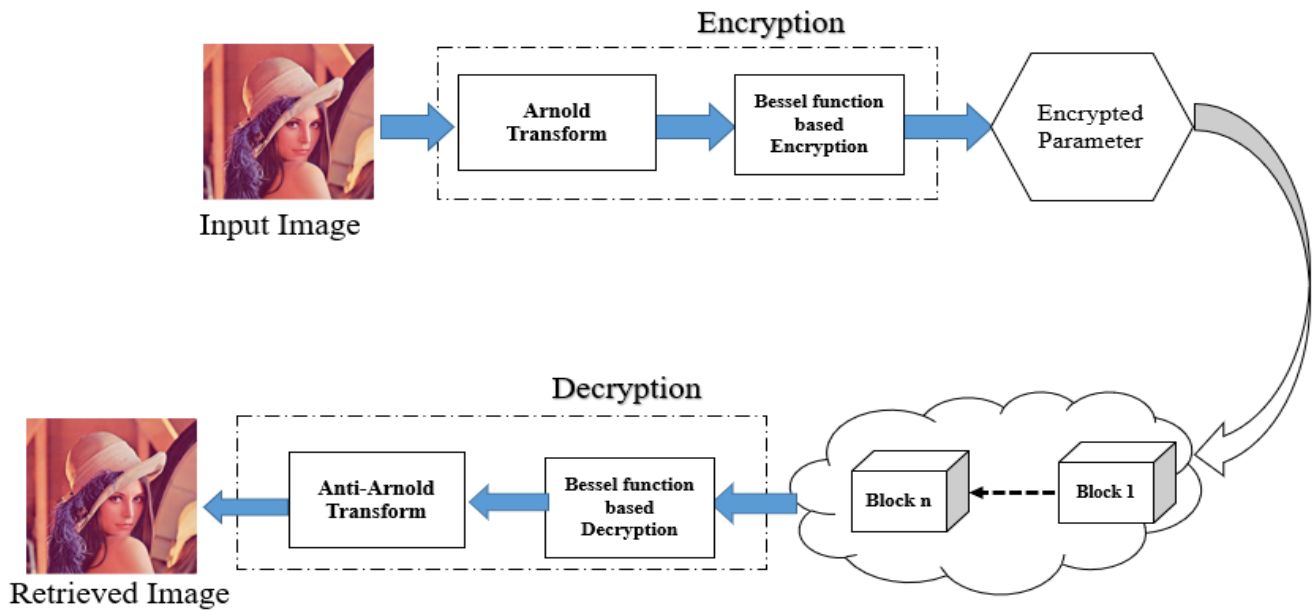 Encryption
Arnold
Transform
Bessel function
based
Encryption
Encrypted
Parameter
Input Image
Decryption
Anti-Arnold
Transform
Bessel function
based
Decryption
Block n
Block 1
Retrieved Image